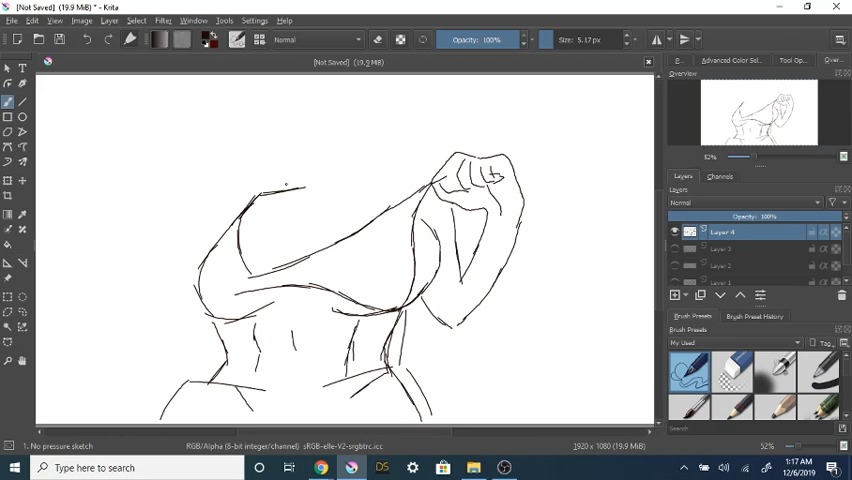 [Not Saved] (19.9 MiB) * - Krita
File Edit View Image Layer Select Filter Window Tools Settings Help
Normal Opacity: 100% Size: 5.17 px
[Not Saved] (19.9 MiB)
P... Advanced Color Sel... Tool Op... Over...
Overview
52%
Layers Channels
Layers
Normal
Opacity: 100%
Layer 4
Layer 3
Layer 2
Layer 1
Brush Presets Brush Preset History
Brush Presets
My Used Tag
Search
1. No pressure sketch RGB/Alpha (8-bit integer/channel) sRGB-elle-V2-srgbtrc.icc 1920 x 1080 (19.9 MiB) 52%
Type here to search DS 1:17 AM
12/6/2019